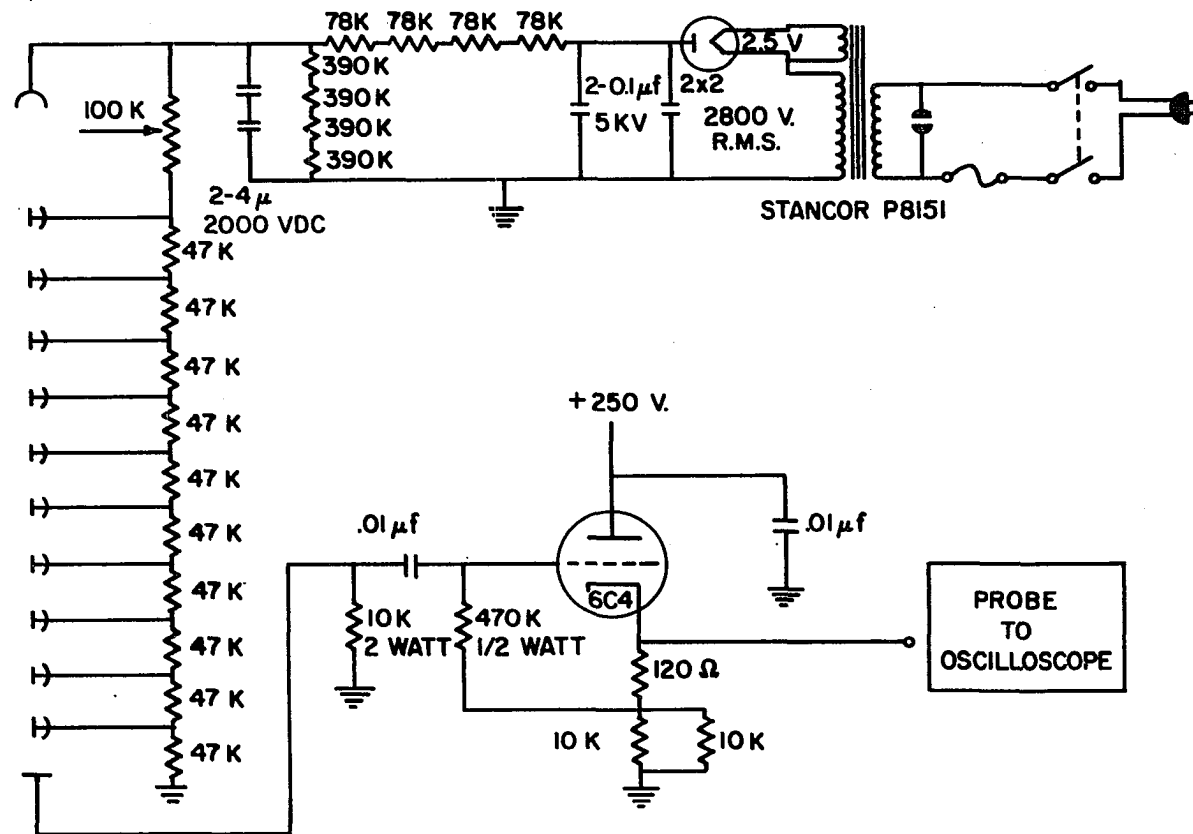 78K 78K 78K 78K
390K
390K
390K
390K
100 K
2-0.1μf
5KV
2x2
2.5 V
2800 V.
R.M.S.
STANCOR P8151
2-4μ
2000 VDC
47 K
47 K
47 K
47 K
47 K
47 K
47 K
47 K
47 K
47 K
+250 V.
.01μf
.01μf
6C4
10K
2 WATT
470K
1/2 WATT
120 Ω
10 K
10K
PROBE
TO
OSCILLOSCOPE